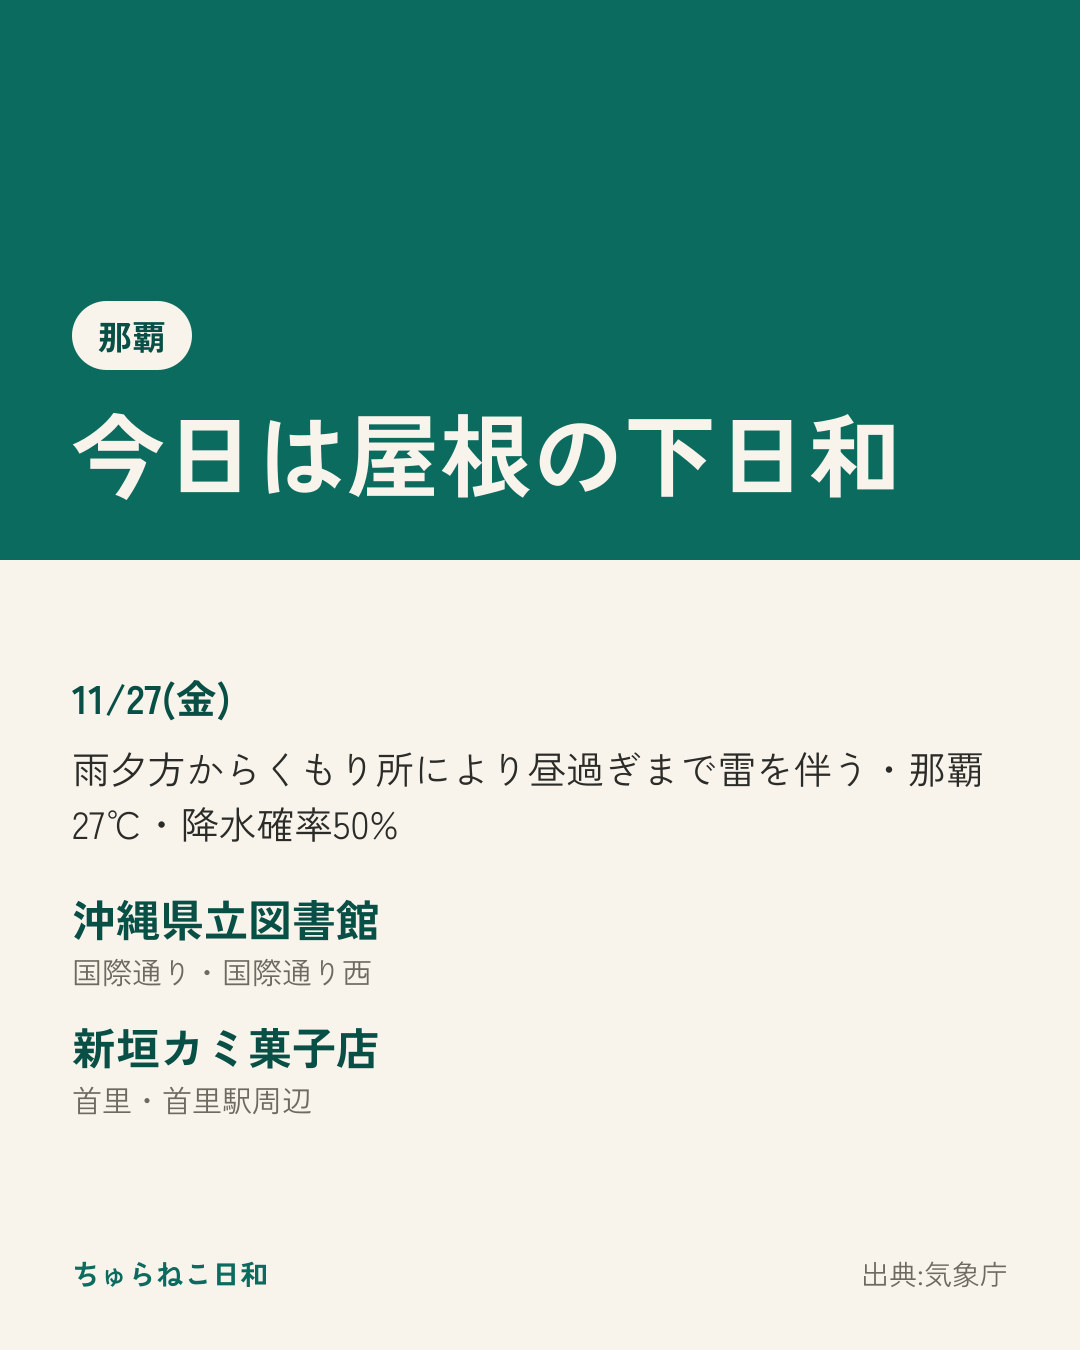 那覇
今日は屋根の下日和
11/27(金)
雨夕方からくもり所により昼過ぎまで雷を伴う・那覇
27℃・降水確率50%
沖縄県立図書館
国際通り・国際通り西
新垣カミ菓子店
首里・首里駅周辺
ちゅらねこ日和
出典:気象庁